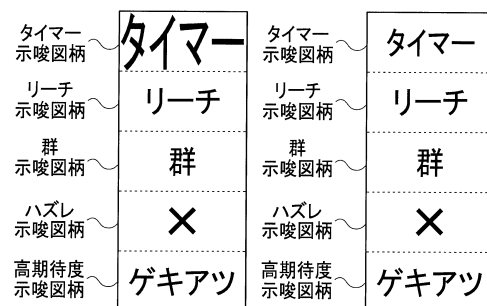 タイマー
示唆図柄
タイマー
リーチ
示唆図柄
リーチ
群
示唆図柄
群
ハズレ
示唆図柄
×
高期待度
示唆図柄
ゲキアツ
タイマー
示唆図柄
タイマー
リーチ
示唆図柄
リーチ
群
示唆図柄
群
ハズレ
示唆図柄
×
高期待度
示唆図柄
ゲキアツ